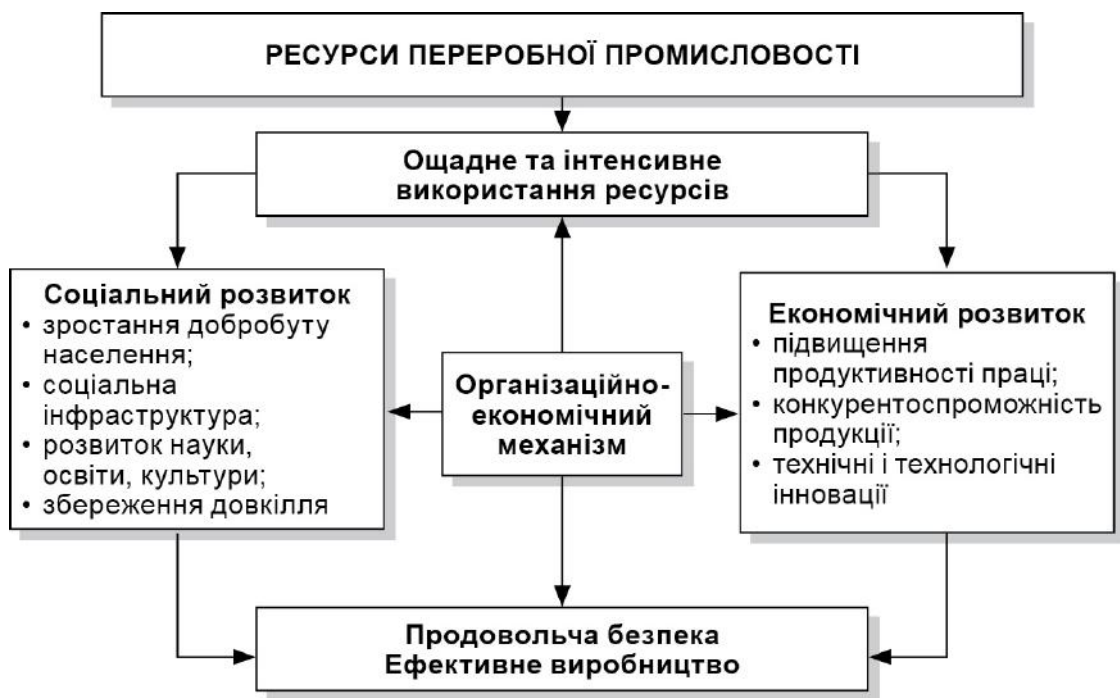 РЕСУРСИ ПЕРЕРОБНОЇ ПРОМИСЛОВОСТІ
Ощадне та інтенсивне
використання ресурсів
Соціальний розвиток
• зростання добробуту
населення;
• соціальна
інфраструктура;
• розвиток науки,
освіти, культури;
• збереження довкілля
Організаційно-
економічний
механізм
Економічний розвиток
• підвищення
продуктивності праці;
• конкурентоспроможність
продукції;
• технічні і технологічні
інновації
Продовольча безпека
Ефективне виробництво